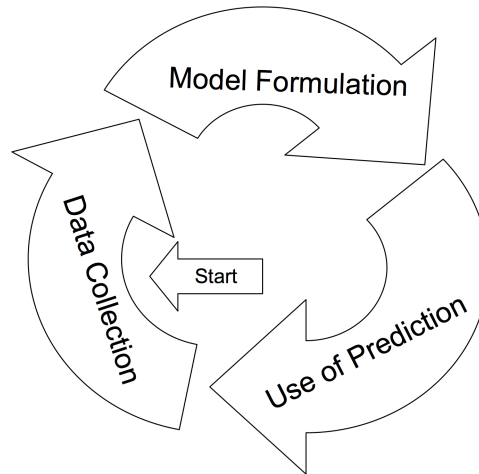 Model Formulation
Data Collection
Start
Use of Prediction